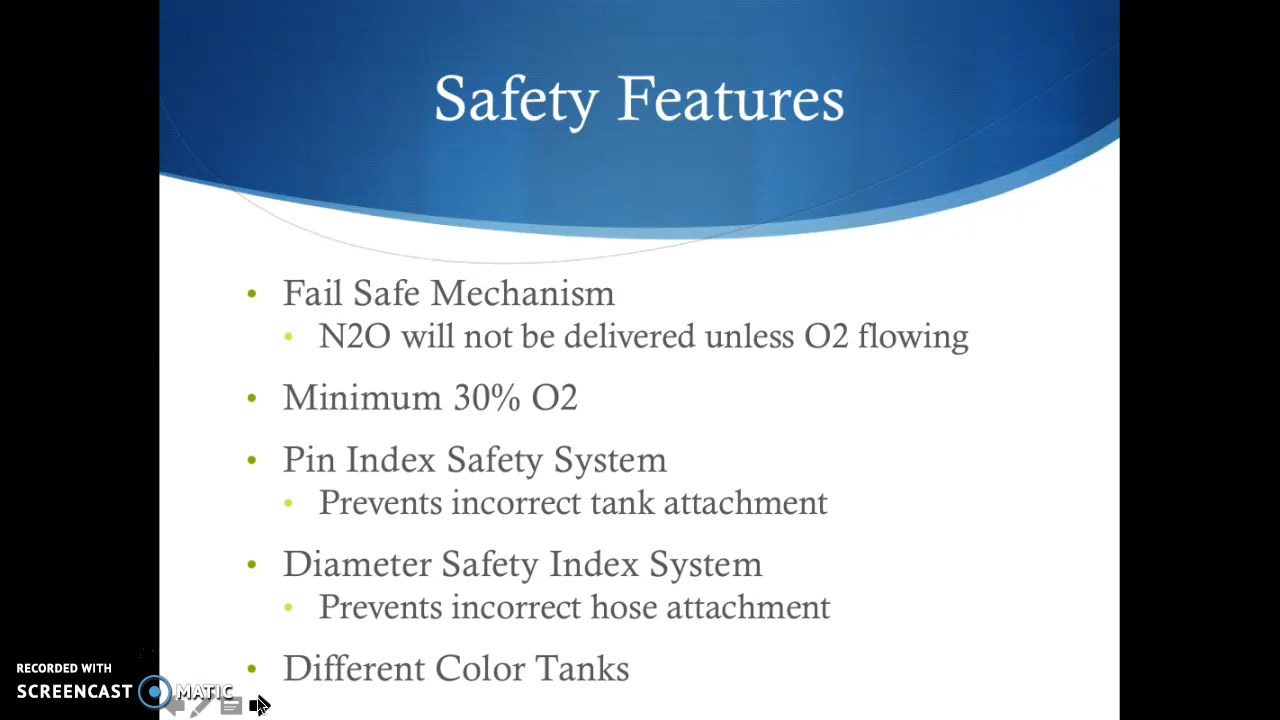 Safety Features
• Fail Safe Mechanism
• N2O will not be delivered unless O2 flowing
• Minimum 30% O2
• Pin Index Safety System
• Prevents incorrect tank attachment
• Diameter Safety Index System
• Prevents incorrect hose attachment
• Different Color Tanks
RECORDED WITH
SCREENCAST MATIC